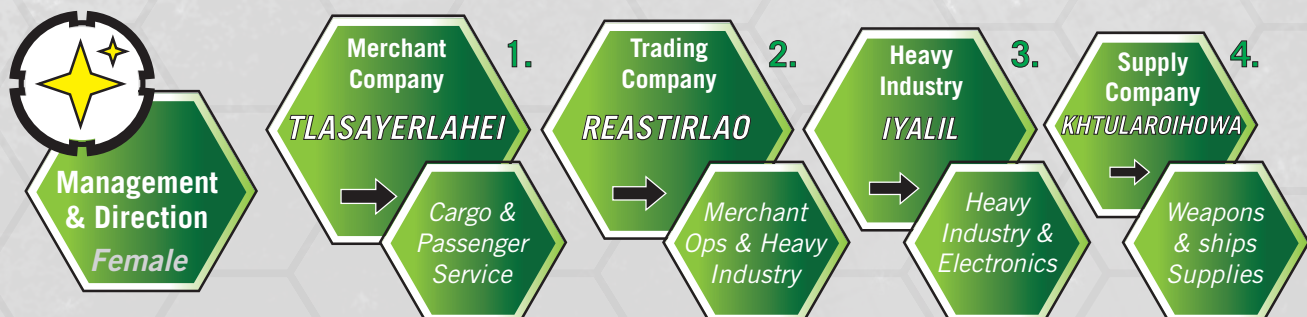 Management
& Direction
Female
1.
Merchant
Company
TLASAYERLAHEI
Cargo &
Passenger
Service
2.
Trading
Company
REASTIRLAO
Merchant
Ops & Heavy
Industry
3.
Heavy
Industry
IYALIL
Heavy
Industry &
Electronics
4.
Supply
Company
KHTULAROIHOWA
Weapons
& ships
Supplies